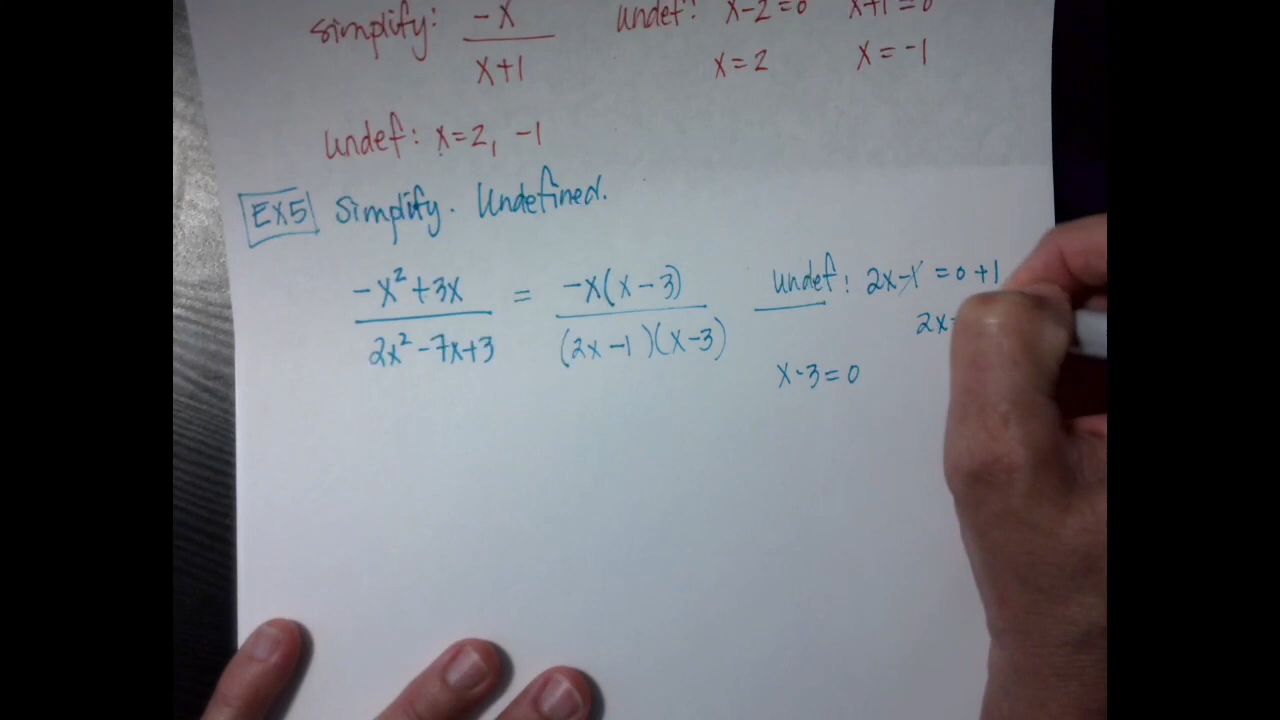 Simplify: -x / x+1 undef: x-2=0 x+1=0
x=2 x=-1
undef: x=2, -1
EX5 Simplify. Undefined.
-x²+3x / 2x²-7x+3 = -x(x-3) / (2x-1)(x-3) undef: 2x-1=0+1
2x=
x-3=0